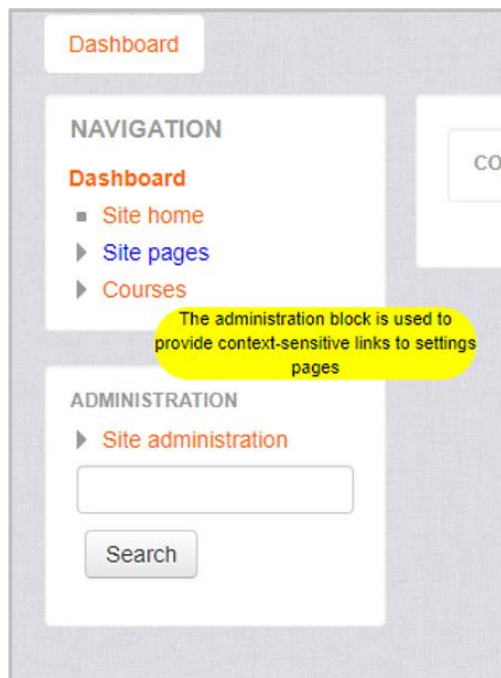 Dashboard
NAVIGATION
CO
Dashboard
Site home
Site pages
Courses
The administration block is used to
provide context-sensitive links to settings
pages
ADMINISTRATION
Site administration
Search